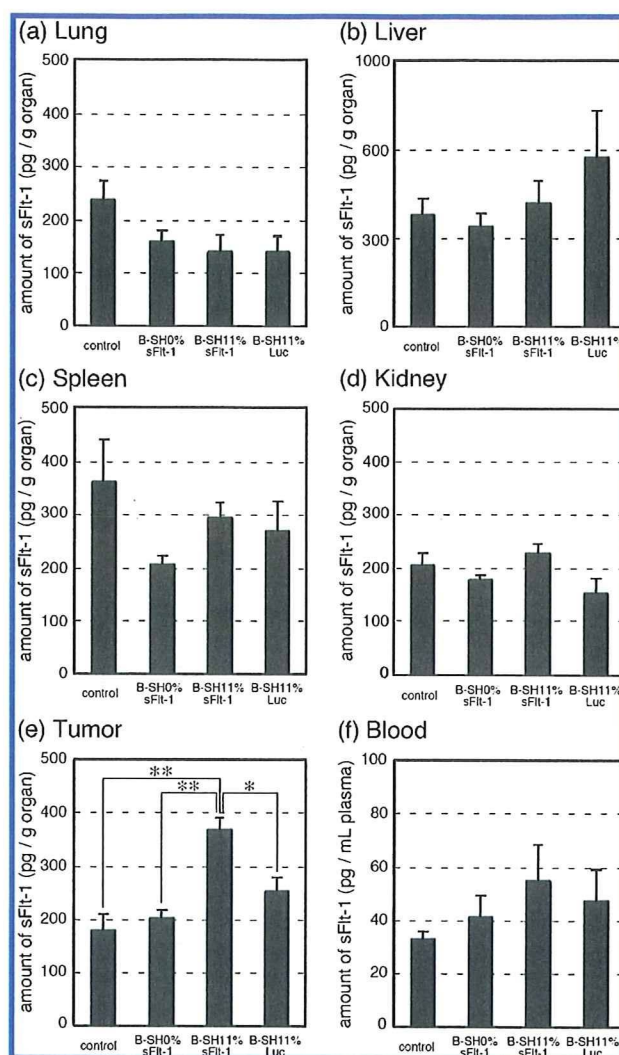 (a) Lung
amount of sFlt-1 (pg / g organ)
500
400
300
200
100
0
control
B-SH0%
sFlt-1
B-SH11%
sFlt-1
B-SH11%
Luc
(b) Liver
amount of sFlt-1 (pg / g organ)
1000
600
300
0
control
B-SH0%
sFlt-1
B-SH11%
sFlt-1
B-SH11%
Luc
(c) Spleen
amount of sFlt-1 (pg / g organ)
500
400
300
200
100
0
control
B-SH0%
sFlt-1
B-SH11%
sFlt-1
B-SH11%
Luc
(d) Kidney
amount of sFlt-1 (pg / g organ)
500
400
300
200
100
0
control
B-SH0%
sFlt-1
B-SH11%
sFlt-1
B-SH11%
Luc
(e) Tumor
amount of sFlt-1 (pg / g organ)
500
400
300
200
100
0
**
**
*
control
B-SH0%
sFlt-1
B-SH11%
sFlt-1
B-SH11%
Luc
(f) Blood
amount of sFlt-1 (pg / mL plasma)
100
80
60
40
20
0
control
B-SH0%
sFlt-1
B-SH11%
sFlt-1
B-SH11%
Luc